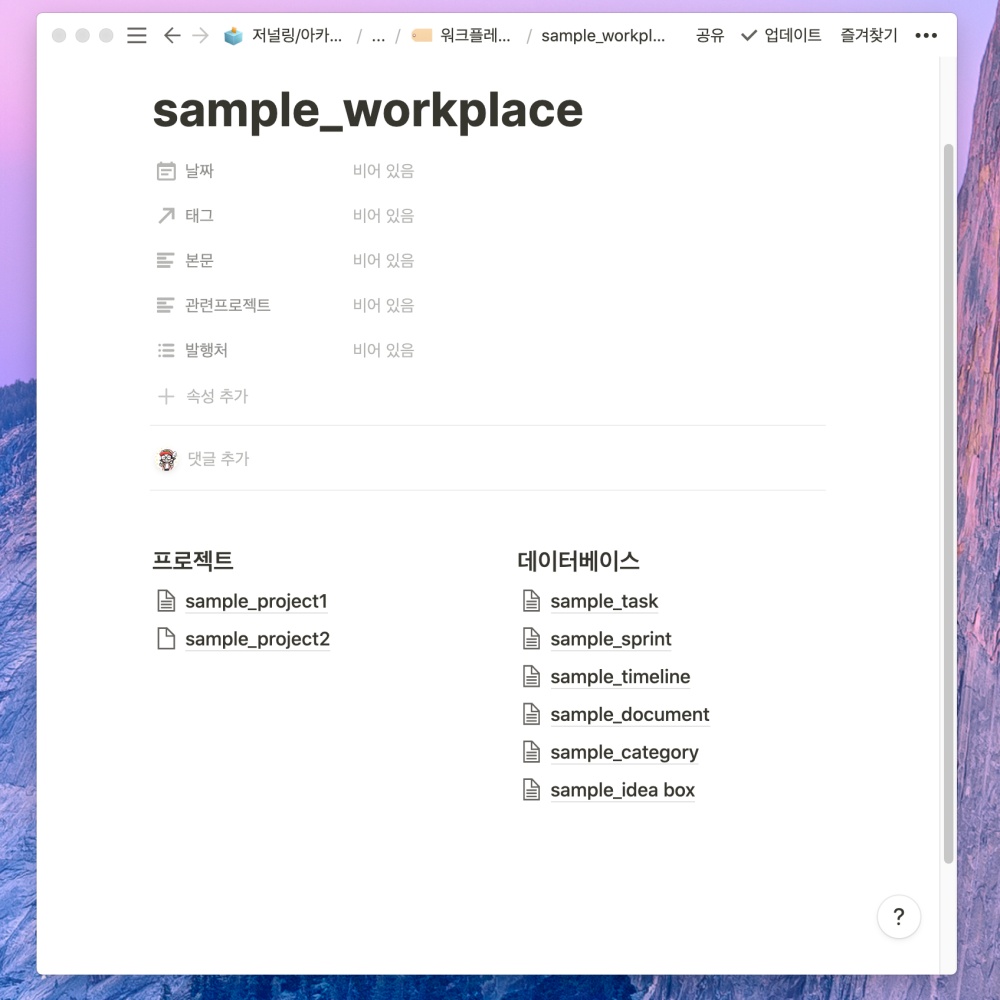 저널링/아카... / ... / 워크플레... / sample_workpl... 공유 업데이트 즐겨찾기 •••
sample_workplace
날짜 비어 있음
태그 비어 있음
본문 비어 있음
관련프로젝트 비어 있음
발행처 비어 있음
속성 추가
댓글 추가
프로젝트
sample_project1
sample_project2
데이터베이스
sample_task
sample_sprint
sample_timeline
sample_document
sample_category
sample_idea box
?